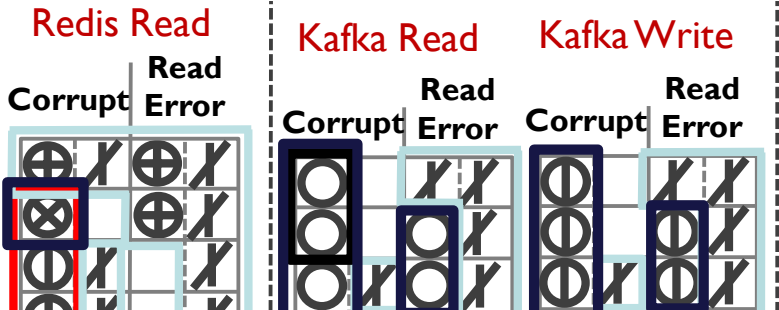 Redis Read
Corrupt
Read
Error
Kafka Read
Corrupt
Read
Error
Kafka Write
Corrupt
Read
Error